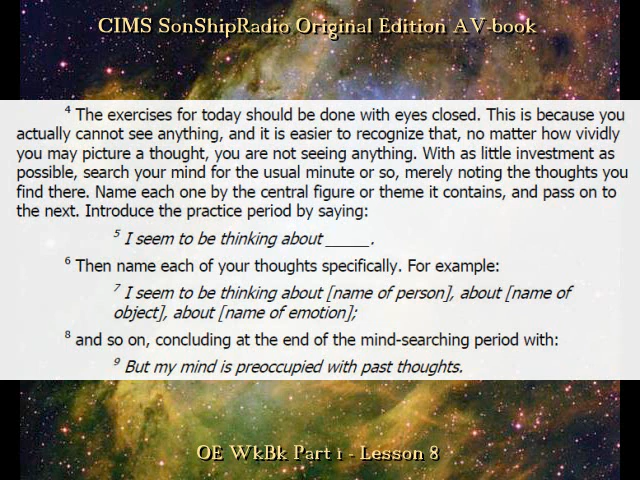 CIMS SonShipRadio Original Edition AV-book
4 The exercises for today should be done with eyes closed. This is because you
actually cannot see anything, and it is easier to recognize that, no matter how vividly
you may picture a thought, you are not seeing anything. With as little investment as
possible, search your mind for the usual minute or so, merely noting the thoughts you
find there. Name each one by the central figure or theme it contains, and pass on to
the next. Introduce the practice period by saying:
5 I seem to be thinking about _____.
6 Then name each of your thoughts specifically. For example:
7 I seem to be thinking about [name of person], about [name of
object], about [name of emotion];
8 and so on, concluding at the end of the mind-searching period with:
9 But my mind is preoccupied with past thoughts.
OE WkBk Part 1 - Lesson 8